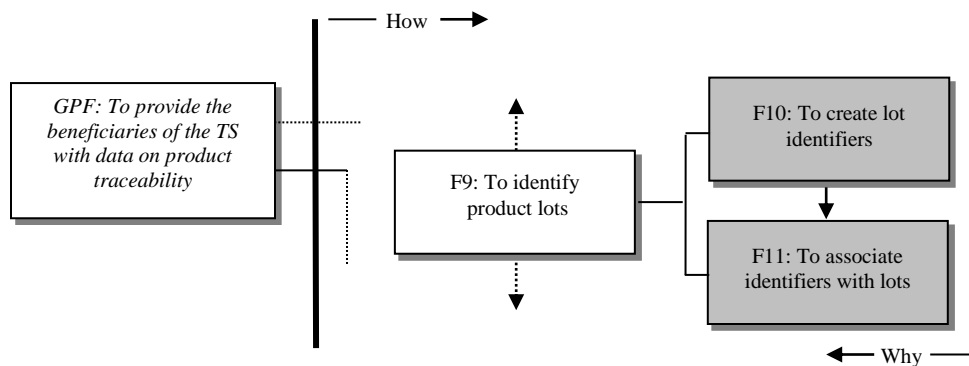 How
GPF: To provide the
beneficiaries of the TS
with data on product
traceability
F9: To identify
product lots
F10: To create lot
identifiers
F11: To associate
identifiers with lots
Why